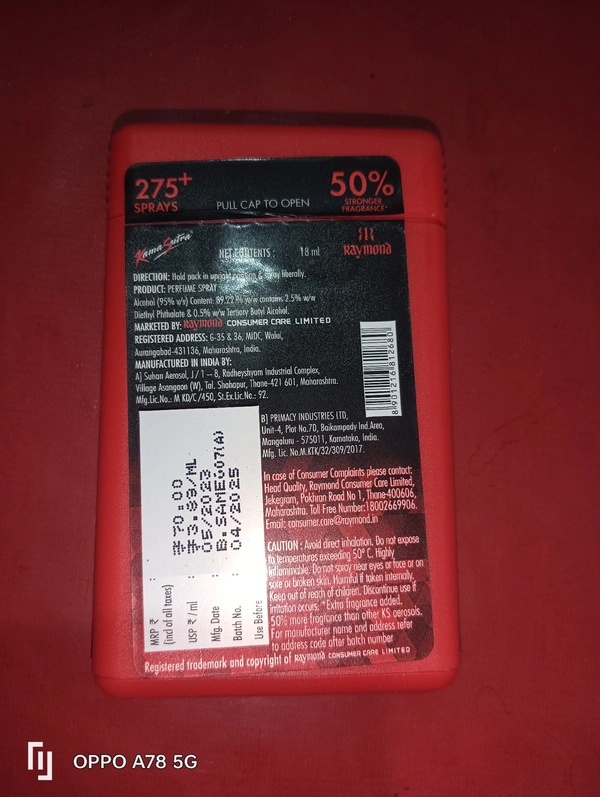 275+
SPRAYS
PULL CAP TO OPEN
50%
STRONGER
FRAGRANCE*
Kama Sutra
NET CONTENTS : 18 ml
Raymond
DIRECTION: Hold pack in upright position & spray liberally.
PRODUCT: PERFUME SPRAY
Alcohol (95% v/v) Content: 89.22% w/w contains 2.5% w/w
Diethyl Phthalate & 0.5% w/w Tertiary Butyl Alcohol.
MARKETED BY: Raymond CONSUMER CARE LIMITED
REGISTERED ADDRESS: G-35 & 36, MIDC, Waluj,
Aurangabad-431136, Maharashtra, India.
MANUFACTURED IN INDIA BY:
A] Suhan Aerosol, J / 1 – 8, Radheyshyam Industrial Complex,
Village Asangaon (W), Tal. Shahapur, Thane-421 601, Maharashtra.
Mfg.Lic.No.: M KD/C /450, St.Ex.Lic.No.: 92.
8901216812680
B] PRIMACY INDUSTRIES LTD,
Unit-4, Plot No.7D, Baikampady Ind.Area,
Mangaluru - 575011, Karnataka, India.
Mfg. Lic No.M.KTK/32/309/2017.
In case of Consumer Complaints please contact:
Head Quality, Raymond Consumer Care Limited,
Jekegram, Pokhran Road No 1, Thane-400606,
Maharashtra. Toll Free Number:18002669906.
Email: consumer.care@raymond.in
CAUTION : Avoid direct inhalation. Do not expose
to temperatures exceeding 50° C. Highly
inflammable. Do not spray near eyes or face or on
sore or broken skin. Harmful if taken internally.
Keep out of reach of children. Discontinue use if
irritation occurs. * Extra fragrance added.
50% more fragrance than other KS aerosols.
For manufacturer name and address refer
to address code after batch number
MRP ₹ : ₹70.00
(incl of all taxes)
USP ₹ / ml : ₹3.89/ML
Mfg. Date : 05/2023
Batch No. : B.SAMEW07(A)
Use Before : 04/2025
Registered trademark and copyright of Raymond CONSUMER CARE LIMITED
OPPO A78 5G